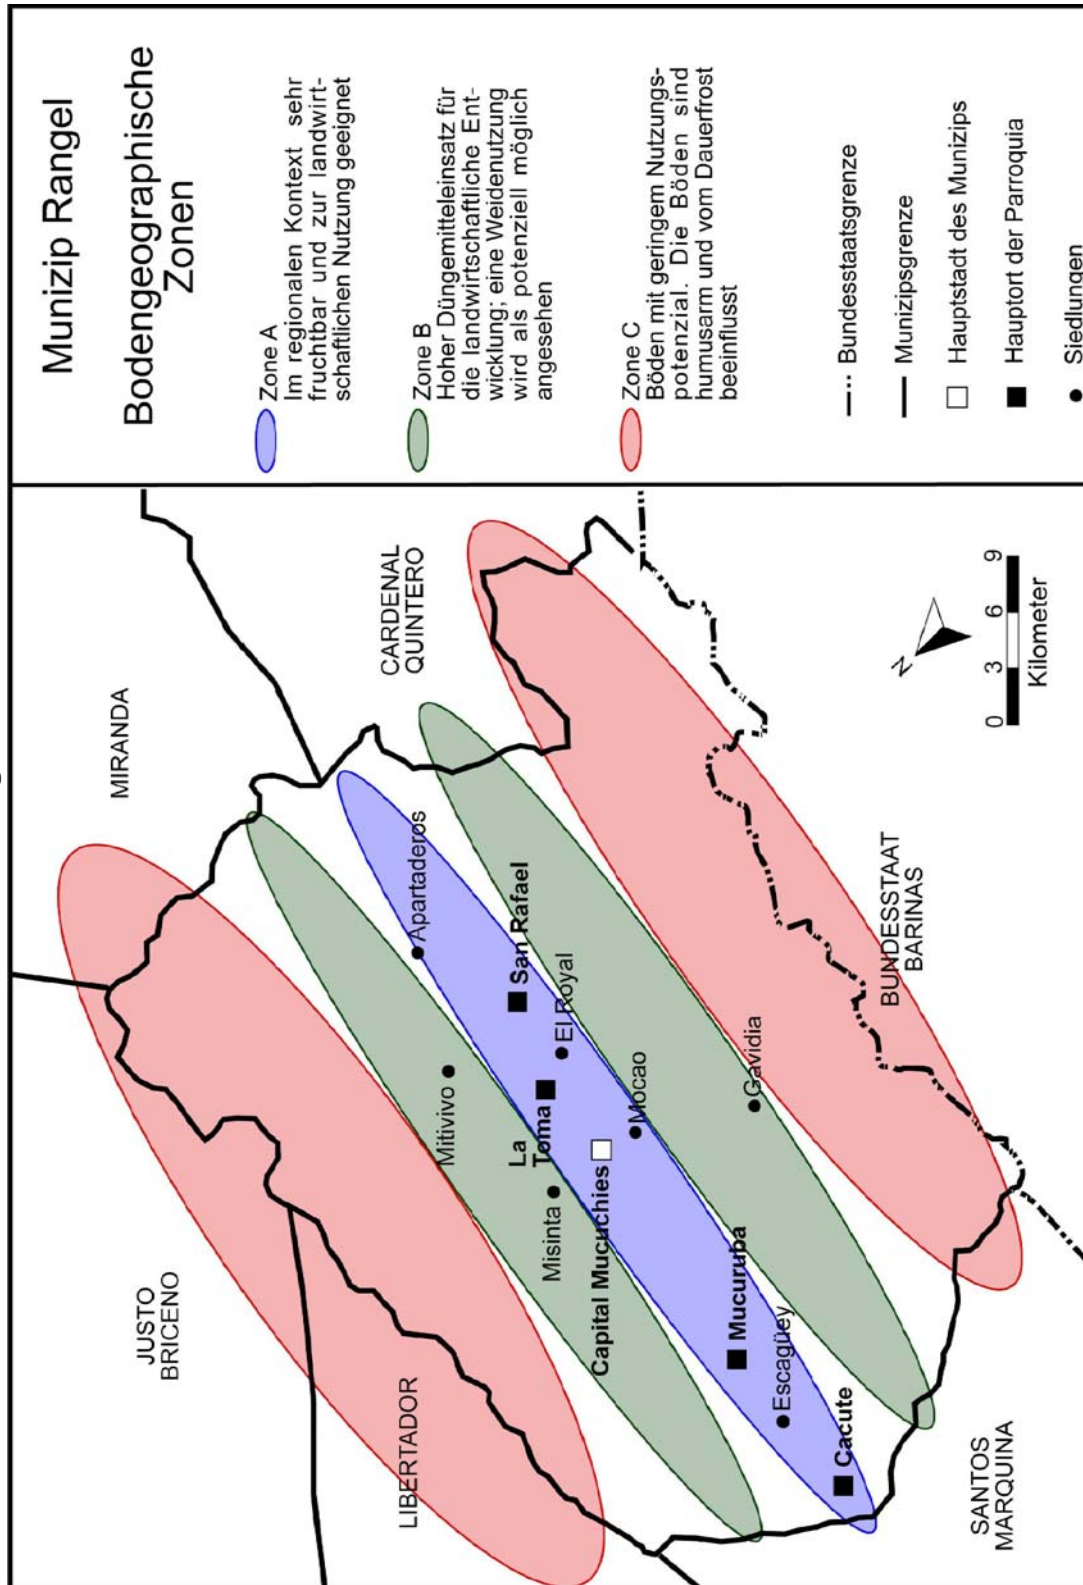 Munizip Rangel
Bodengeographische
Zonen
Zone A
Im regionalen Kontext sehr
fruchtbar und zur landwirt-
schaftlichen Nutzung geeignet
Zone B
Hoher Düngemitteleinsatz für
die landwirtschaftliche Ent-
wicklung; eine Weidenutzung
wird als potenziell möglich
angesehen
Zone C
Böden mit geringem Nutzungs-
potenzial. Die Böden sind
humusarm und vom Dauerfrost
beeinflusst
Bundesstaatsgrenze
Munizipsgrenze
Hauptstadt des Munizips
Hauptort der Parroquia
Siedlungen
MIRANDA
CARDENAL
QUINTERO
JUSTO
BRICENO
LIBERTADOR
Apartaderos
San Rafael
Mitivivo
El Royal
La
Toma
Misinta
Mocao
Capital Mucuchies
Gavidia
Mucuruba
Escagüey
Cacute
BUNDESSTAAT
BARINAS
SANTOS
MARQUINA
N
0 3 6 9
Kilometer